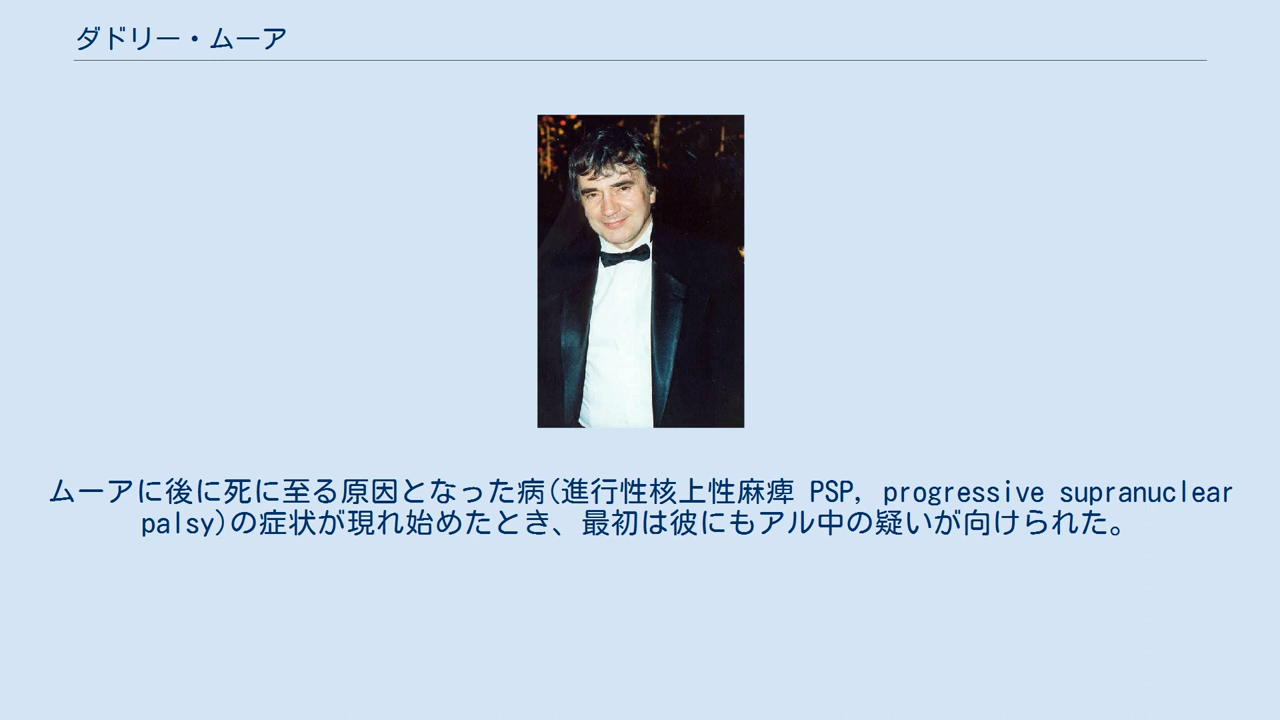 ダドリー・ムーア
ムーアに後に死に至る原因となった病(進行性核上性麻痺 PSP, progressive supranuclear
palsy)の症状が現れ始めたとき、最初は彼にもアル中の疑いが向けられた。